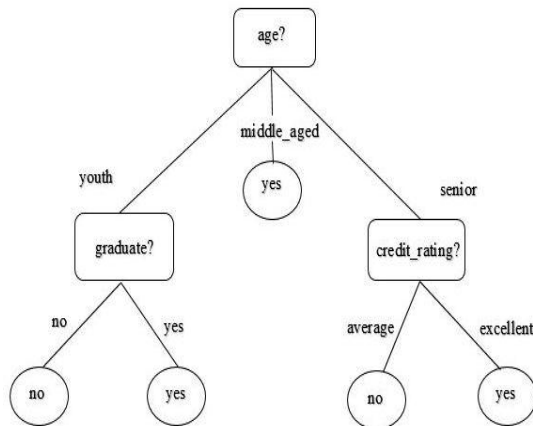 age?
middle_aged
youth
yes
senior
graduate?
credit_rating?
no
yes
average
excellent
no
yes
no
yes